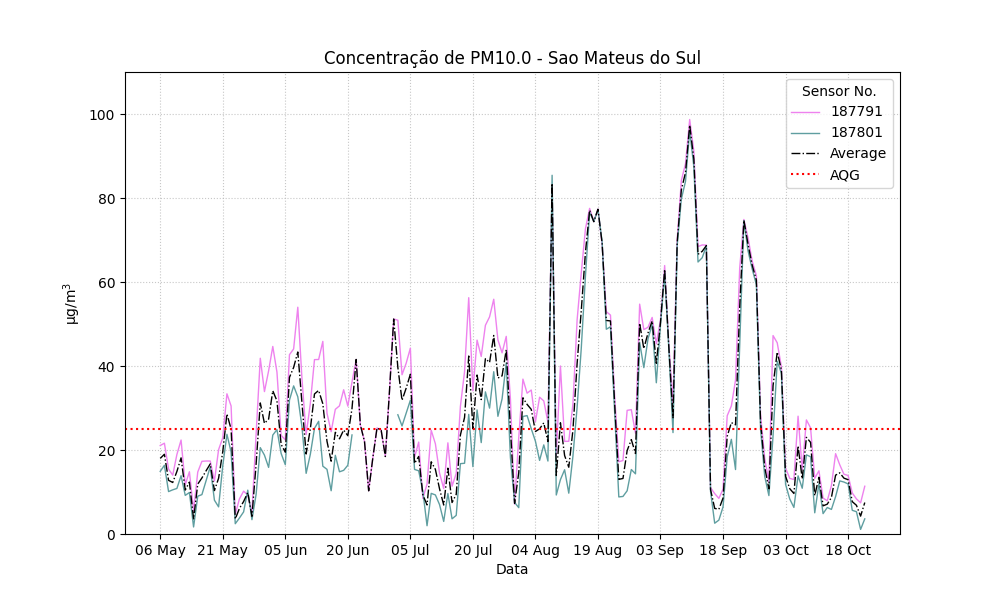 Concentração de PM10.0 - Sao Mateus do Sul
Sensor No.
187791
187801
Average
AQG
µg/m³
100
80
60
40
20
0
06 May 21 May 05 Jun 20 Jun 05 Jul 20 Jul 04 Aug 19 Aug 03 Sep 18 Sep 03 Oct 18 Oct
Data